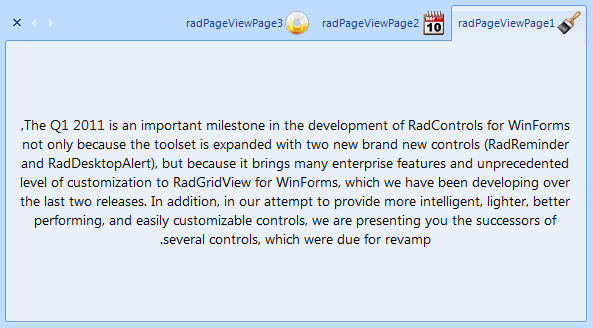 radPageViewPage3 radPageViewPage2 10 radPageViewPage1
,The Q1 2011 is an important milestone in the development of RadControls for WinForms
not only because the toolset is expanded with two new brand new controls (RadReminder
and RadDesktopAlert), but because it brings many enterprise features and unprecedented
level of customization to RadGridView for WinForms, which we have been developing over
the last two releases. In addition, in our attempt to provide more intelligent, lighter, better
performing, and easily customizable controls, we are presenting you the successors of
.several controls, which were due for revamp